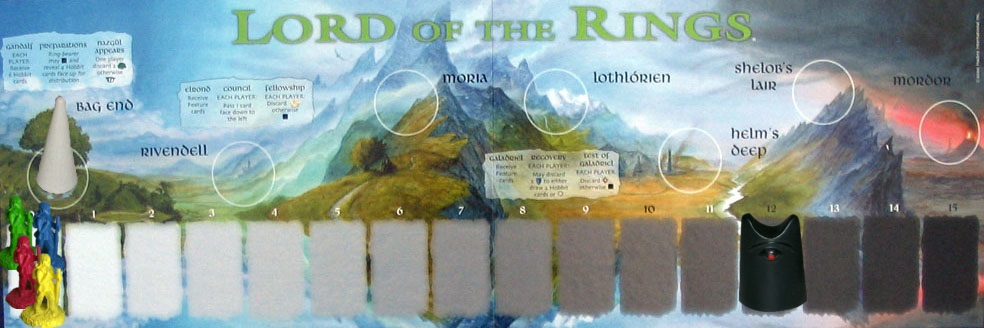 LORD OF THE RINGS
GANDALF
EACH
PLAYER:
Receive
4 Hobbit
cards
PREPARATIONS
Ring-bearer
may and
reveal 4 Hobbit
cards face up for
distribution
NAZGÛL
APPEARS
One player
discard 2
otherwise
BAG END
ELROND
Receive
Feature
cards
COUNCIL
EACH PLAYER:
Pass 1 card
face down to
the left
FELLOWSHIP
EACH PLAYER:
Discard
otherwise
RIVENDELL
MORIA
LOTHLÓRIEN
GALADRIEL
Receive
Feature
cards
RECOVERY
EACH PLAYER:
May discard
2 to either
draw 2 Hobbit
cards or
TEST OF
GALADRIEL
EACH PLAYER:
Discard
otherwise
HELM'S
DEEP
SHELOB'S
LAIR
MORDOR
1 2 3 4 5 6 7 8 9 10 11 12 13 14 15